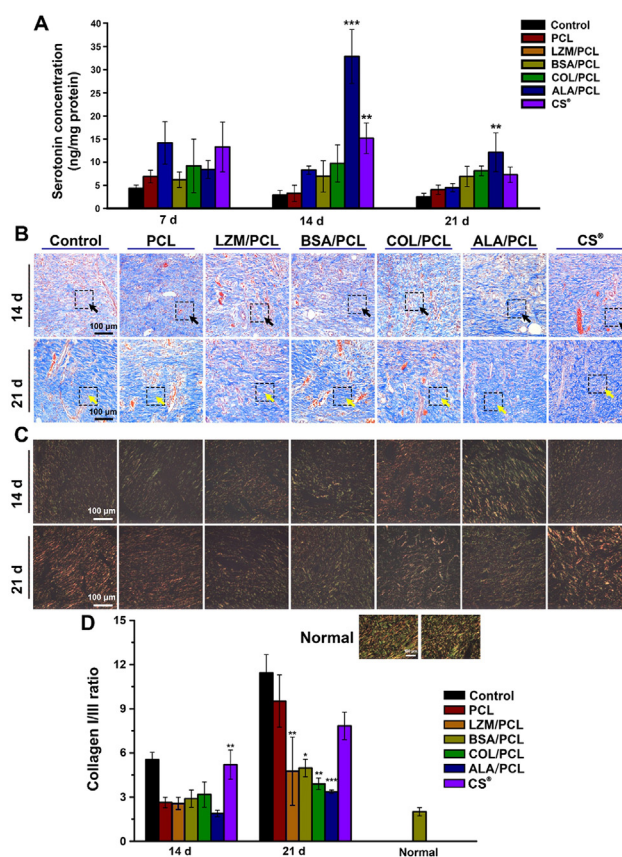 A
Serotonin concentration
(ng/mg protein)
40
35
30
25
20
15
10
5
0
***
**
**
7 d
14 d
21 d
Control
PCL
LZM/PCL
BSA/PCL
COL/PCL
ALA/PCL
CS®
B
Control PCL LZM/PCL BSA/PCL COL/PCL ALA/PCL CS®
14 d
100 µm
21 d
100 µm
C
14 d
100 µm
21 d
100 µm
D
Normal
Collagen I/III ratio
15
12
9
6
3
0
**
**
*
**
***
14 d
21 d
Normal
Control
PCL
LZM/PCL
BSA/PCL
COL/PCL
ALA/PCL
CS®